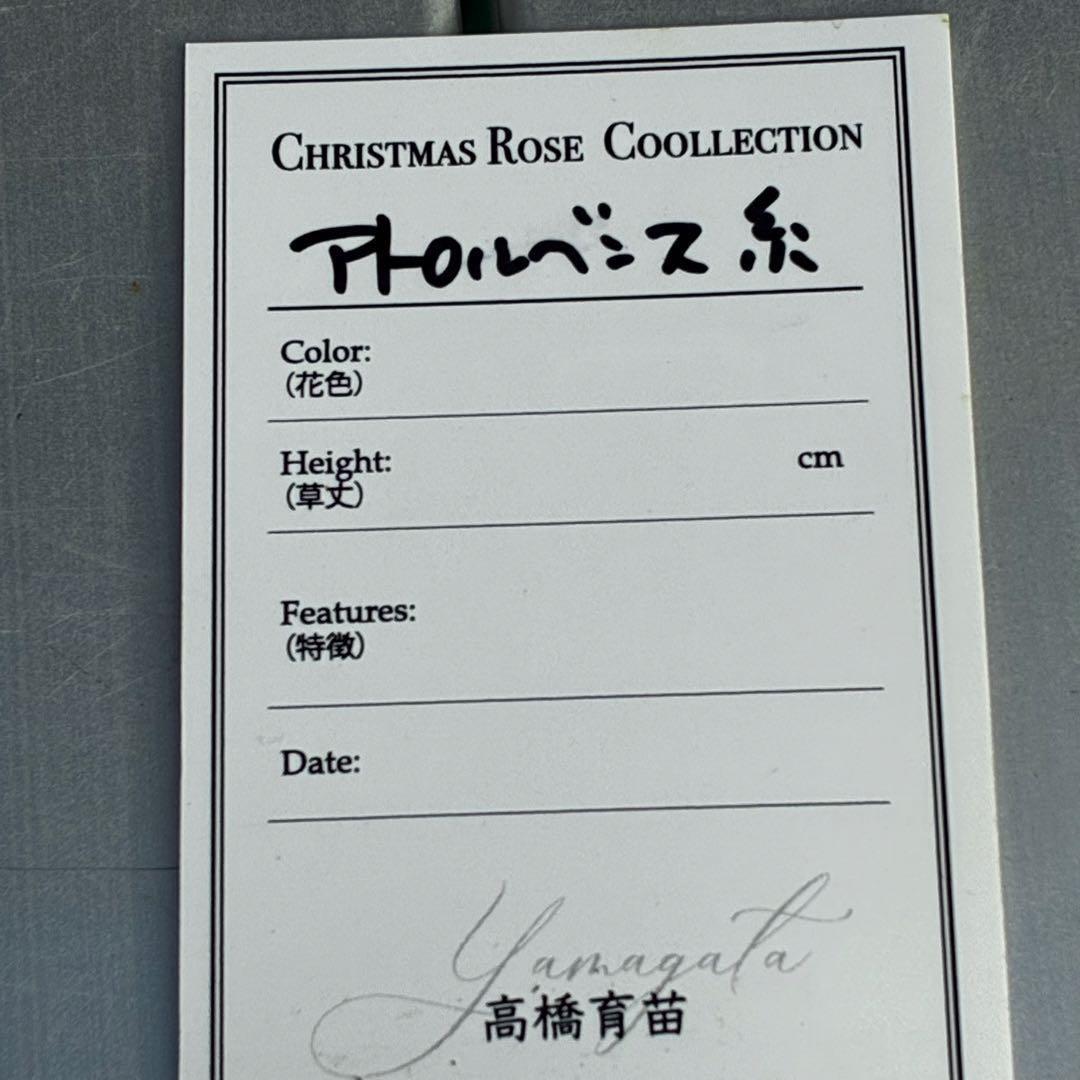 CHRISTMAS ROSE COOLLECTION
アトロルベンス系
Color:
(花色)
Height: cm
(草丈)
Features:
(特徴)
Date:
Yamagata
高橋育苗